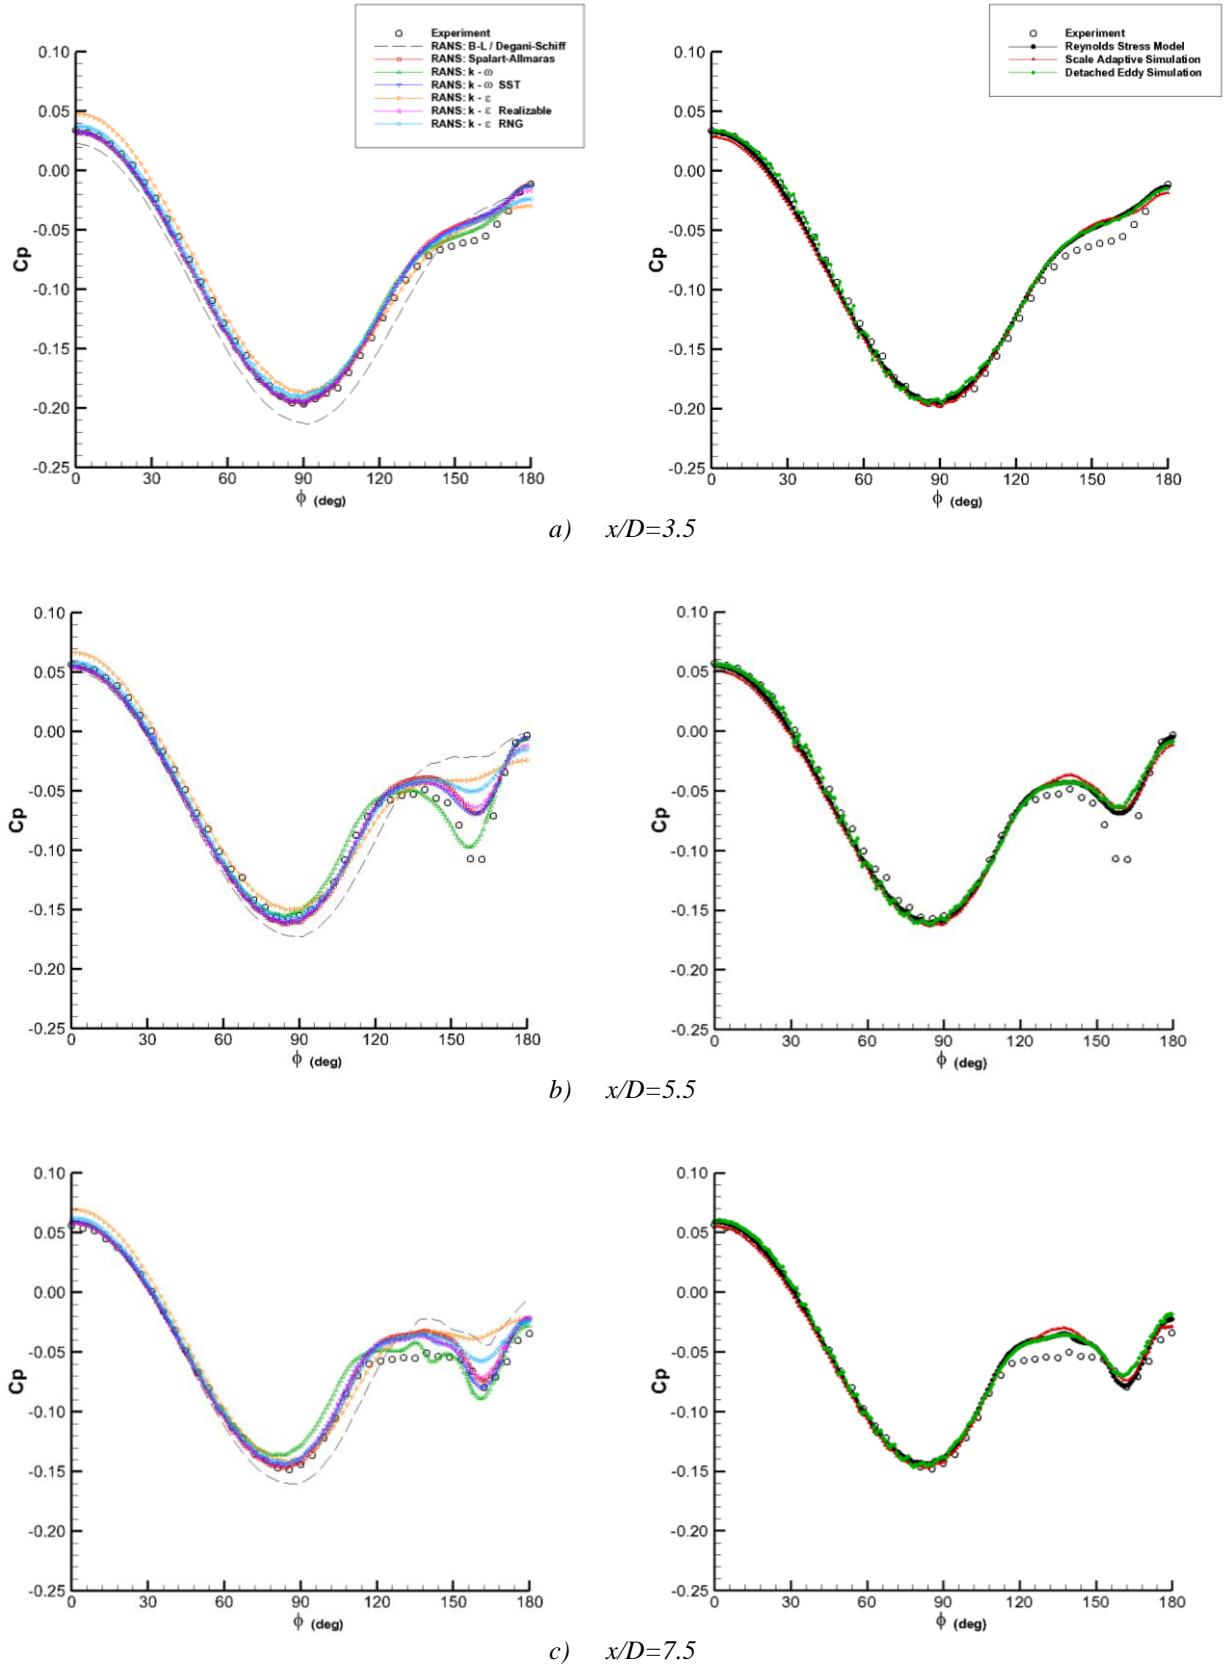 Experiment
RANS: B-L / Degani-Schiff
RANS: Spalart-Allmaras
RANS: k - ω
RANS: k - ω SST
RANS: k - ε
RANS: k - ε Realizable
RANS: k - ε RNG
0.10
0.05
0.00
-0.05
-0.10
-0.15
-0.20
-0.25
Cp
0 30 60 90 120 150 180
ϕ (deg)
Experiment
Reynolds Stress Model
Scale Adaptive Simulation
Detached Eddy Simulation
0.10
0.05
0.00
-0.05
-0.10
-0.15
-0.20
-0.25
Cp
0 30 60 90 120 150 180
ϕ (deg)
a) x/D=3.5
0.10
0.05
0.00
-0.05
-0.10
-0.15
-0.20
-0.25
Cp
0 30 60 90 120 150 180
ϕ (deg)
0.10
0.05
0.00
-0.05
-0.10
-0.15
-0.20
-0.25
Cp
0 30 60 90 120 150 180
ϕ (deg)
b) x/D=5.5
0.10
0.05
0.00
-0.05
-0.10
-0.15
-0.20
-0.25
Cp
0 30 60 90 120 150 180
ϕ (deg)
0.10
0.05
0.00
-0.05
-0.10
-0.15
-0.20
-0.25
Cp
0 30 60 90 120 150 180
ϕ (deg)
c) x/D=7.5